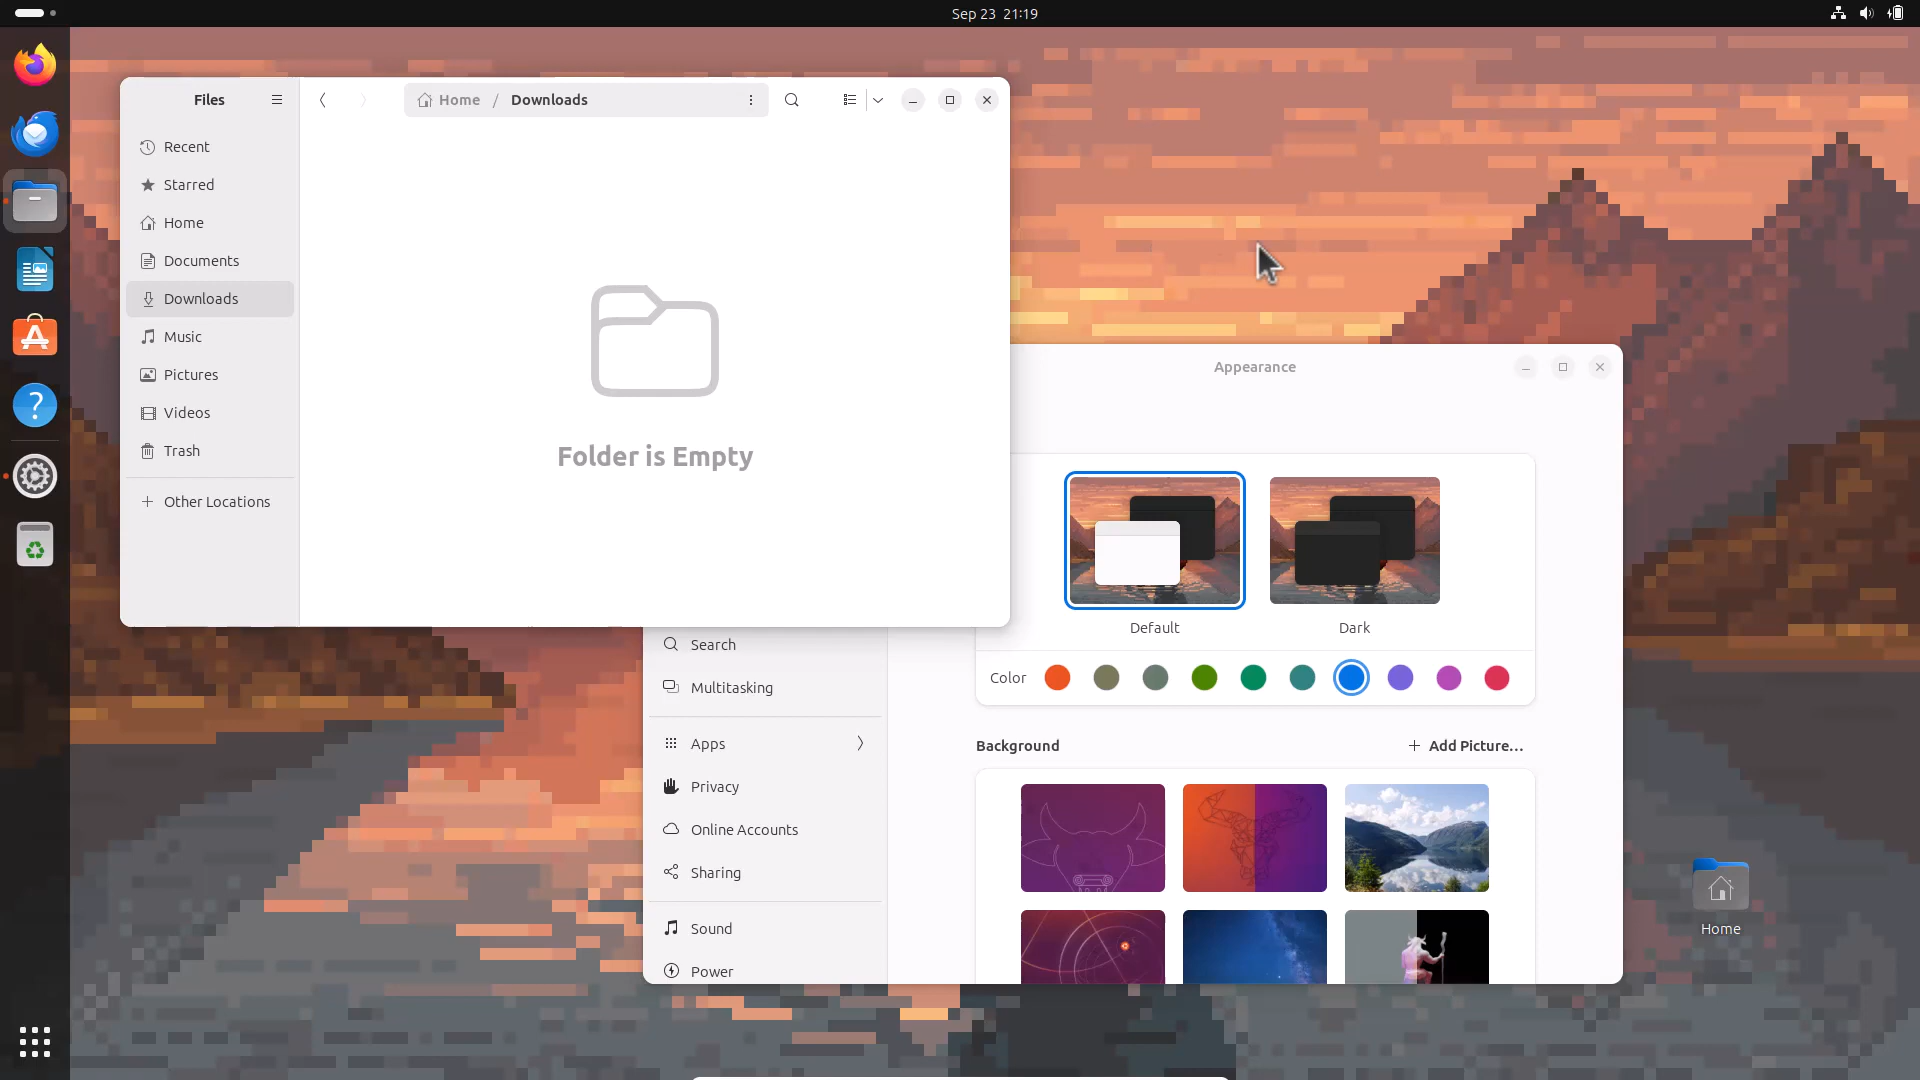 Sep 23 21:19
Files
Home / Downloads
Recent
Starred
Home
Documents
Downloads
Music
Pictures
Videos
Trash
Other Locations
Folder is Empty
Appearance
Default
Dark
Color
Search
Multitasking
Apps
Privacy
Online Accounts
Sharing
Sound
Power
Background
Add Picture…
Home